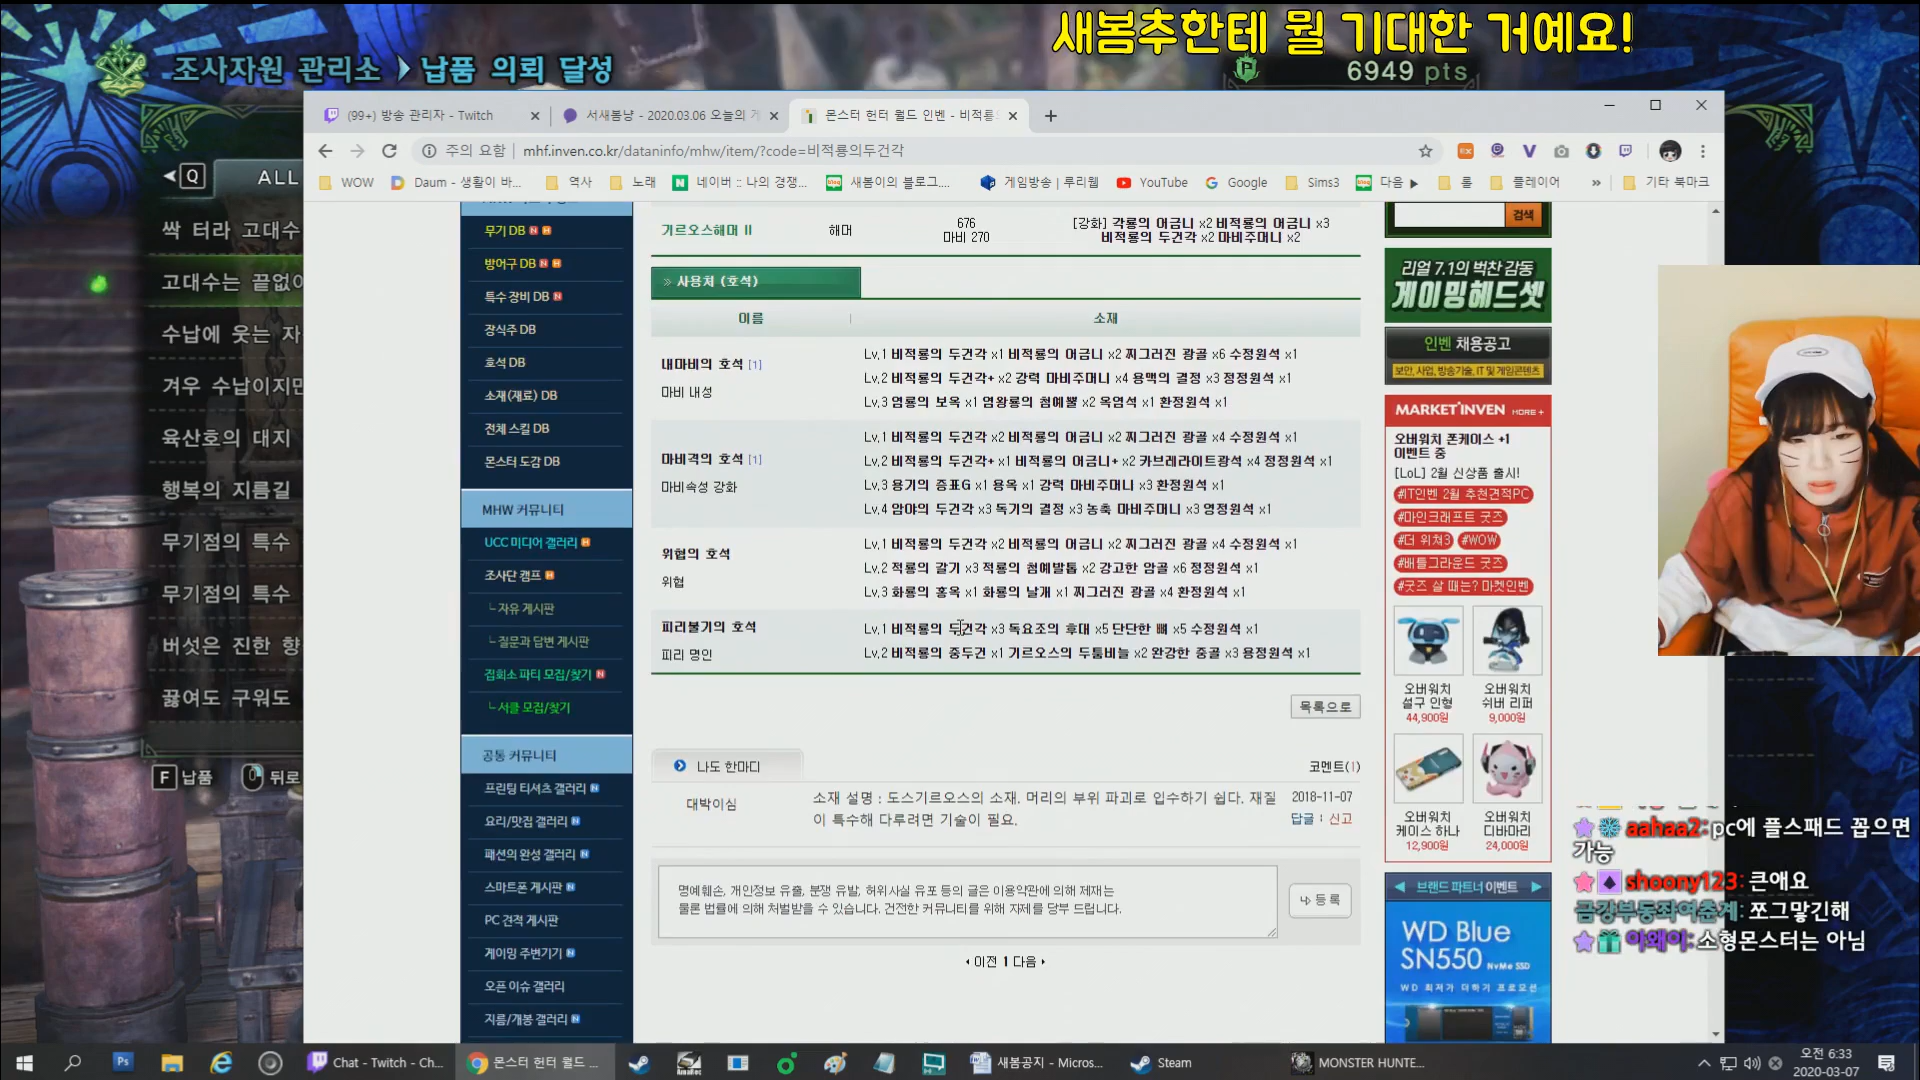 새봄추한테 뭘 기대한 거예요!
조사자원 관리소 > 납품 의뢰 달성
6949 pts
Q
ALL
싹 터라 고대수
고대수는 끝없이
수납에 웃는 자
겨우 수납이지만
육산호의 대지
행복의 지름길
무기점의 특수
무기점의 특수
버섯은 진한 향
끓여도 구워도
F 납품
뒤로
(99+) 방송 관리자 - Twitch
서새봄냥 - 2020.03.06 오늘의 기
몬스터 헌터 월드 인벤 - 비적룡
주의 요함 | mhf.inven.co.kr/dataninfo/mhw/item/?code=비적룡의두건각
WOW
Daum - 생활이 바...
역사
노래
네이버 :: 나의 경쟁...
새봄이의 블로그....
게임방송 | 루리웹
YouTube
Google
Sims3
다음
롤
플레이어
기타 북마크
무기 DB
방어구 DB
특수 장비 DB
장식주 DB
호석 DB
소재(재료) DB
전체 스킬 DB
몬스터 도감 DB
MHW 커뮤니티
UCC 미디어 갤러리
조사단 캠프
자유 게시판
질문과 답변 게시판
집회소 파티 모집/찾기
서클 모집/찾기
공통 커뮤니티
프린팅 티셔츠 갤러리
요리/맛집 갤러리
패션의 완성 갤러리
스마트폰 게시판
PC 견적 게시판
게이밍 주변기기
오픈 이슈 갤러리
지름/개봉 갤러리
기르오스해머 II
해머
676
마비 270
[강화] 각룡의 어금니 x2 비적룡의 어금니 x3
비적룡의 두건각 x2 마비주머니 x2
» 사용처 (호석)
이름
소재
내마비의 호석 [1]
마비 내성
Lv.1 비적룡의 두건각 x1 비적룡의 어금니 x2 찌그러진 광골 x6 수정원석 x1
Lv.2 비적룡의 두건각+ x2 강력 마비주머니 x4 용맥의 결정 x3 정정원석 x1
Lv.3 염룡의 보옥 x1 염왕룡의 첨예뿔 x2 옥염석 x1 환정원석 x1
마비격의 호석 [1]
마비속성 강화
Lv.1 비적룡의 두건각 x2 비적룡의 어금니 x2 찌그러진 광골 x4 수정원석 x1
Lv.2 비적룡의 두건각+ x1 비적룡의 어금니+ x2 카브레라이트광석 x4 정정원석 x1
Lv.3 용기의 증표G x1 용옥 x1 강력 마비주머니 x3 환정원석 x1
Lv.4 암야의 두건각 x3 독기의 결정 x3 농축 마비주머니 x3 영정원석 x1
위협의 호석
위협
Lv.1 비적룡의 두건각 x2 비적룡의 어금니 x2 찌그러진 광골 x4 수정원석 x1
Lv.2 적룡의 갈기 x3 적룡의 첨예발톱 x2 강고한 암골 x6 정정원석 x1
Lv.3 화룡의 홍옥 x1 화룡의 날개 x1 찌그러진 광골 x4 환정원석 x1
피리불기의 호석
피리 명인
Lv.1 비적룡의 두건각 x3 독요조의 후대 x5 단단한 뼈 x5 수정원석 x1
Lv.2 비적룡의 중두건 x1 기르오스의 두툼비늘 x2 완강한 중골 x3 용정원석 x1
목록으로
나도 한마디
코멘트(1)
대박이심
소재 설명 : 도스기르오스의 소재. 머리의 부위 파괴로 입수하기 쉽다. 재질
이 특수해 다루려면 기술이 필요.
2018-11-07
답글 | 신고
명예훼손, 개인정보 유출, 분쟁 유발, 허위사실 유포 등의 글은 이용약관에 의해 제재는
물론 법률에 의해 처벌받을 수 있습니다. 건전한 커뮤니티를 위해 자제를 당부 드립니다.
등록
이전 1 다음
검색
리얼 7.1의 벅찬 감동
게이밍헤드셋
인벤 채용공고
보안, 사업, 방송기술, IT 및 게임콘텐츠
MARKET INVEN MORE +
오버워치 폰케이스 +1
이벤트 중
[LoL] 2월 신상품 출시!
#IT인벤 2월 추천견적PC
#마인크래프트 굿즈
#더 위쳐3 #WOW
#배틀그라운드 굿즈
#굿즈 살 때는? 마켓인벤
오버워치
설구 인형
44,900원
오버워치
쉬버 리퍼
9,000원
오버워치
케이스 하나
12,900원
오버워치
디바마리
24,000원
브랜드 파트너 이벤트
WD Blue
SN550 NVMe SSD
WD 최저가 더하기 프로모션
aahaa2: pc에 플스패드 꼽으면
가능
shoony123: 큰애요
금강부동좌여춘계: 쪼그맣긴해
아왜이: 소형몬스터는 아님
Ps
Chat - Twitch - Ch...
몬스터 헌터 월드 ...
새봄공지 - Micros...
Steam
MONSTER HUNTE...
오전 6:33
2020-03-07